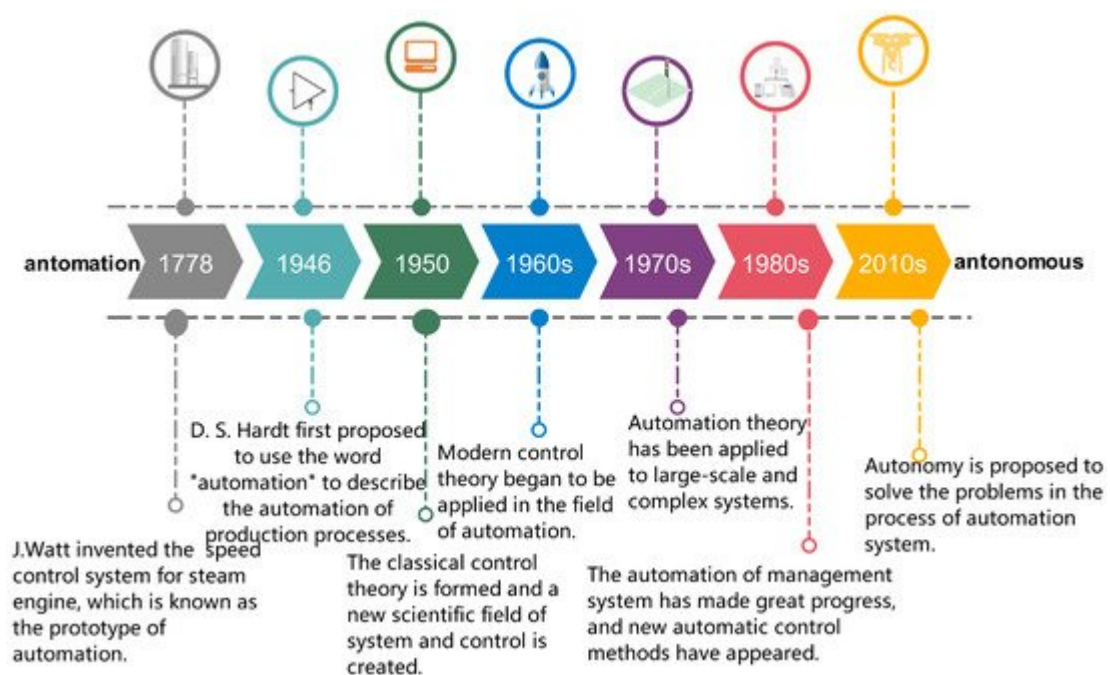 antomation
1778
1946
1950
1960s
1970s
1980s
2010s
antonomous
J.Watt invented the speed
control system for steam
engine, which is known as
the prototype of
automation.
D. S. Hardt first proposed
to use the word
"automation" to describe
the automation of
production processes.
The classical control
theory is formed and a
new scientific field of
system and control is
created.
Modern control
theory began to be
applied in the field
of automation.
Automation theory
has been applied
to large-scale and
complex systems.
The automation of management
system has made great progress,
and new automatic control
methods have appeared.
Autonomy is proposed to
solve the problems in the
process of automation
system.